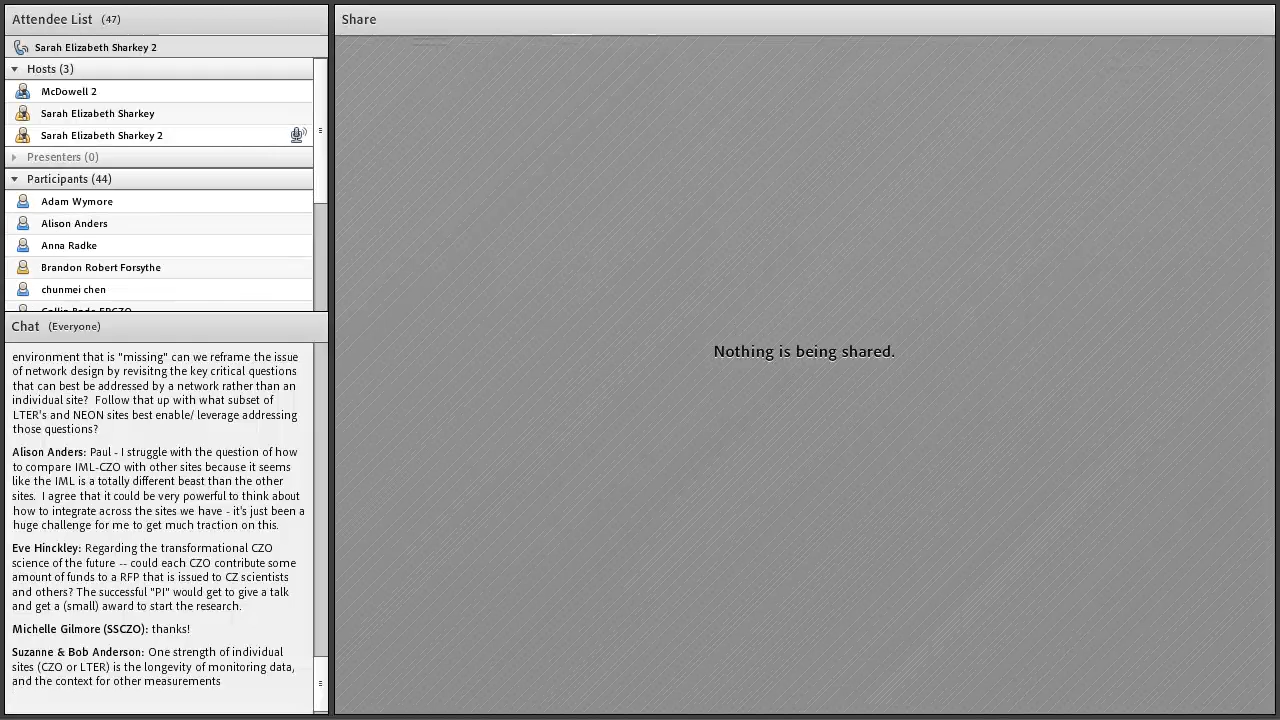 Attendee List (47)
Sarah Elizabeth Sharkey 2
Hosts (3)
McDowell 2
Sarah Elizabeth Sharkey
Sarah Elizabeth Sharkey 2
Presenters (0)
Participants (44)
Adam Wymore
Alison Anders
Anna Radke
Brandon Robert Forsythe
chunmei chen
Chat (Everyone)
environment that is "missing" can we reframe the issue
of network design by revisitng the key critical questions
that can best be addressed by a network rather than an
individual site? Follow that up with what subset of
LTER's and NEON sites best enable/ leverage addressing
those questions?
Alison Anders: Paul - I struggle with the question of how
to compare IML-CZO with other sites because it seems
like the IML is a totally different beast than the other
sites. I agree that it could be very powerful to think about
how to integrate across the sites we have - it's just been a
huge challenge for me to get much traction on this.
Eve Hinckley: Regarding the transformational CZO
science of the future -- could each CZO contribute some
amount of funds to a RFP that is issued to CZ scientists
and others? The successful "PI" would get to give a talk
and get a (small) award to start the research.
Michelle Gilmore (SSCZO): thanks!
Suzanne & Bob Anderson: One strength of individual
sites (CZO or LTER) is the longevity of monitoring data,
and the context for other measurements
Share
Nothing is being shared.